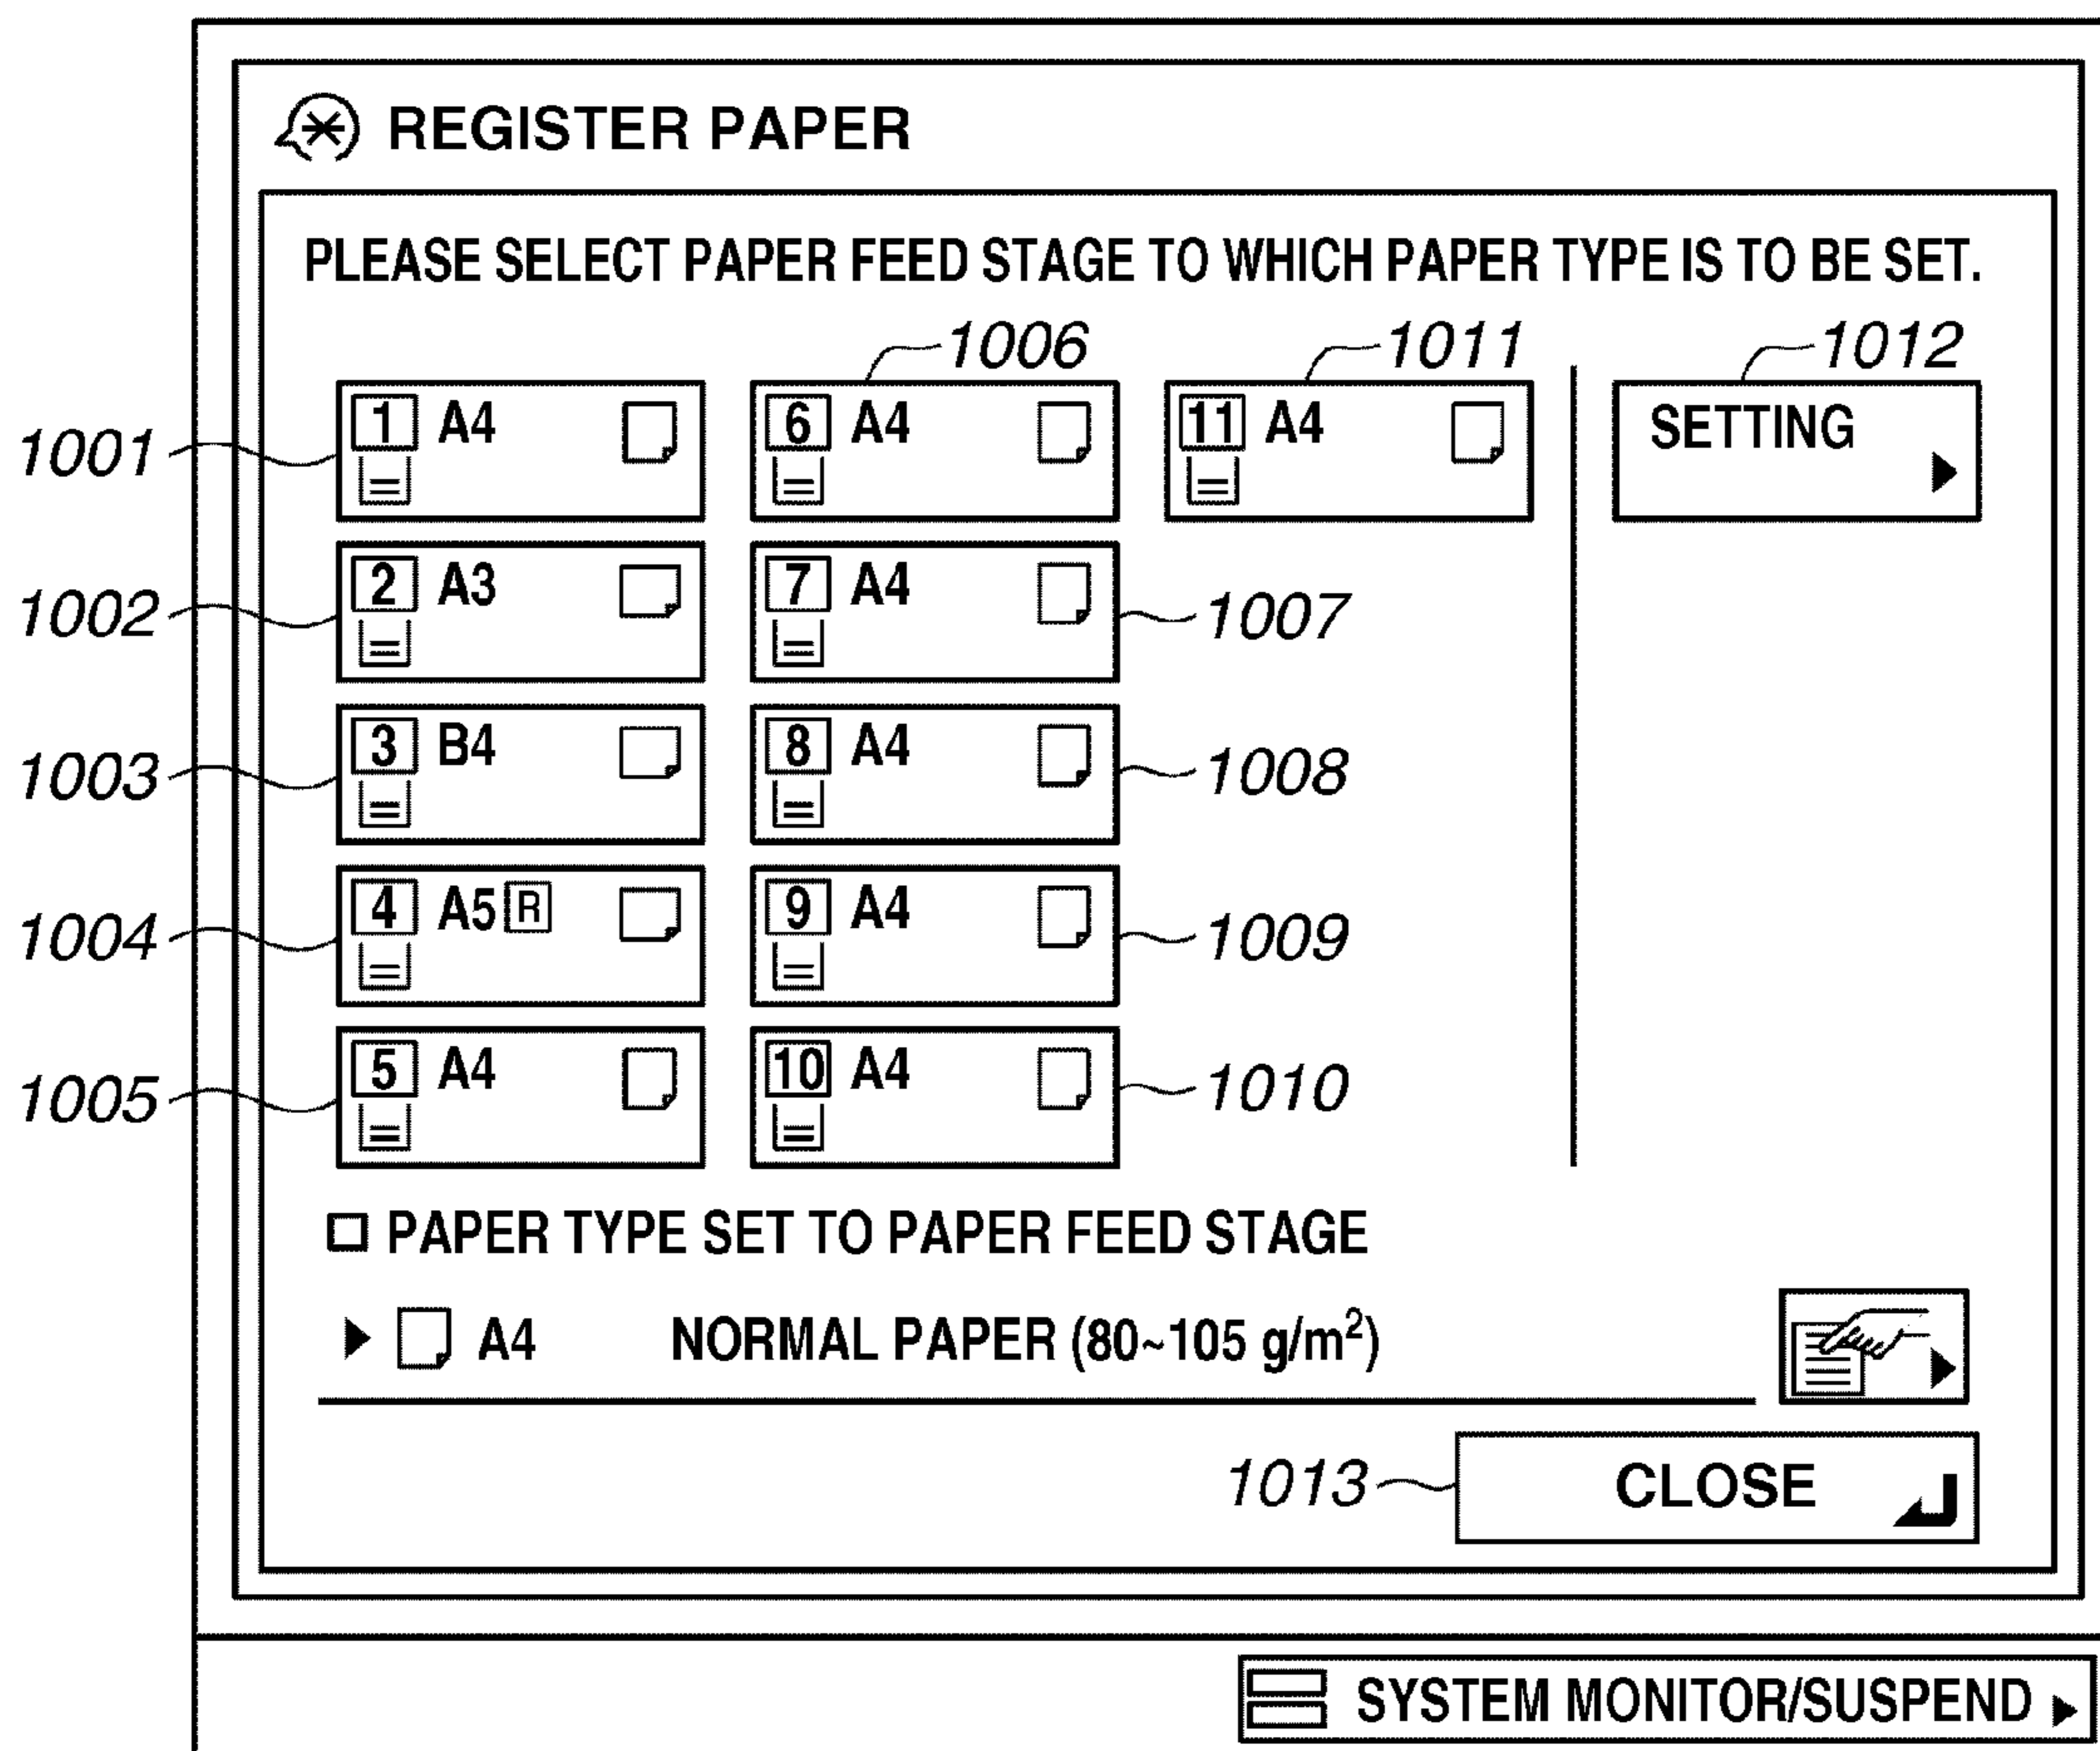 REGISTER PAPER
PLEASE SELECT PAPER FEED STAGE TO WHICH PAPER TYPE IS TO BE SET.
1006 1011 1012
1001 1 A4 6 A4 11 A4 SETTING
1002 2 A3 7 A4 1007
1003 3 B4 8 A4 1008
1004 4 A5 R 9 A4 1009
1005 5 A4 10 A4 1010
PAPER TYPE SET TO PAPER FEED STAGE
A4 NORMAL PAPER (80~105 g/m²)
1013 CLOSE
SYSTEM MONITOR/SUSPEND